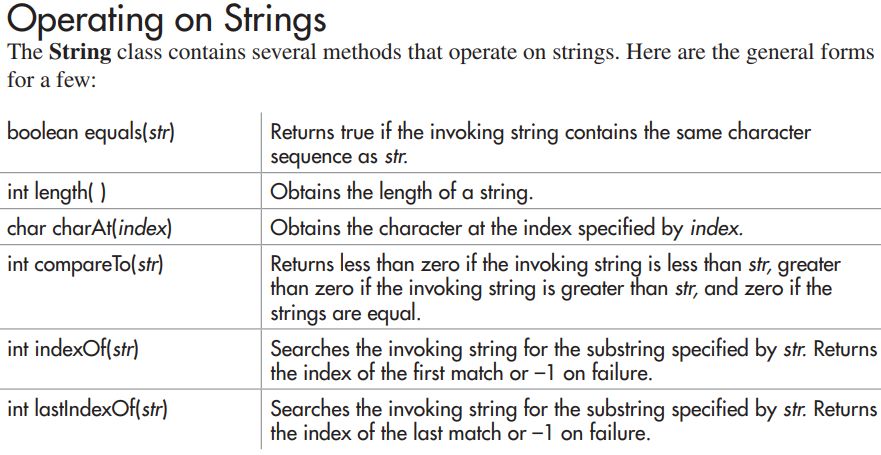 Operating on Strings
The String class contains several methods that operate on strings. Here are the general forms
for a few:
boolean equals(str)
Returns true if the invoking string contains the same character
sequence as str.
int length( )
Obtains the length of a string.
char charAt(index)
Obtains the character at the index specified by index.
int compareTo(str)
Returns less than zero if the invoking string is less than str, greater
than zero if the invoking string is greater than str, and zero if the
strings are equal.
int indexOf(str)
Searches the invoking string for the substring specified by str. Returns
the index of the first match or –1 on failure.
int lastIndexOf(str)
Searches the invoking string for the substring specified by str. Returns
the index of the last match or –1 on failure.